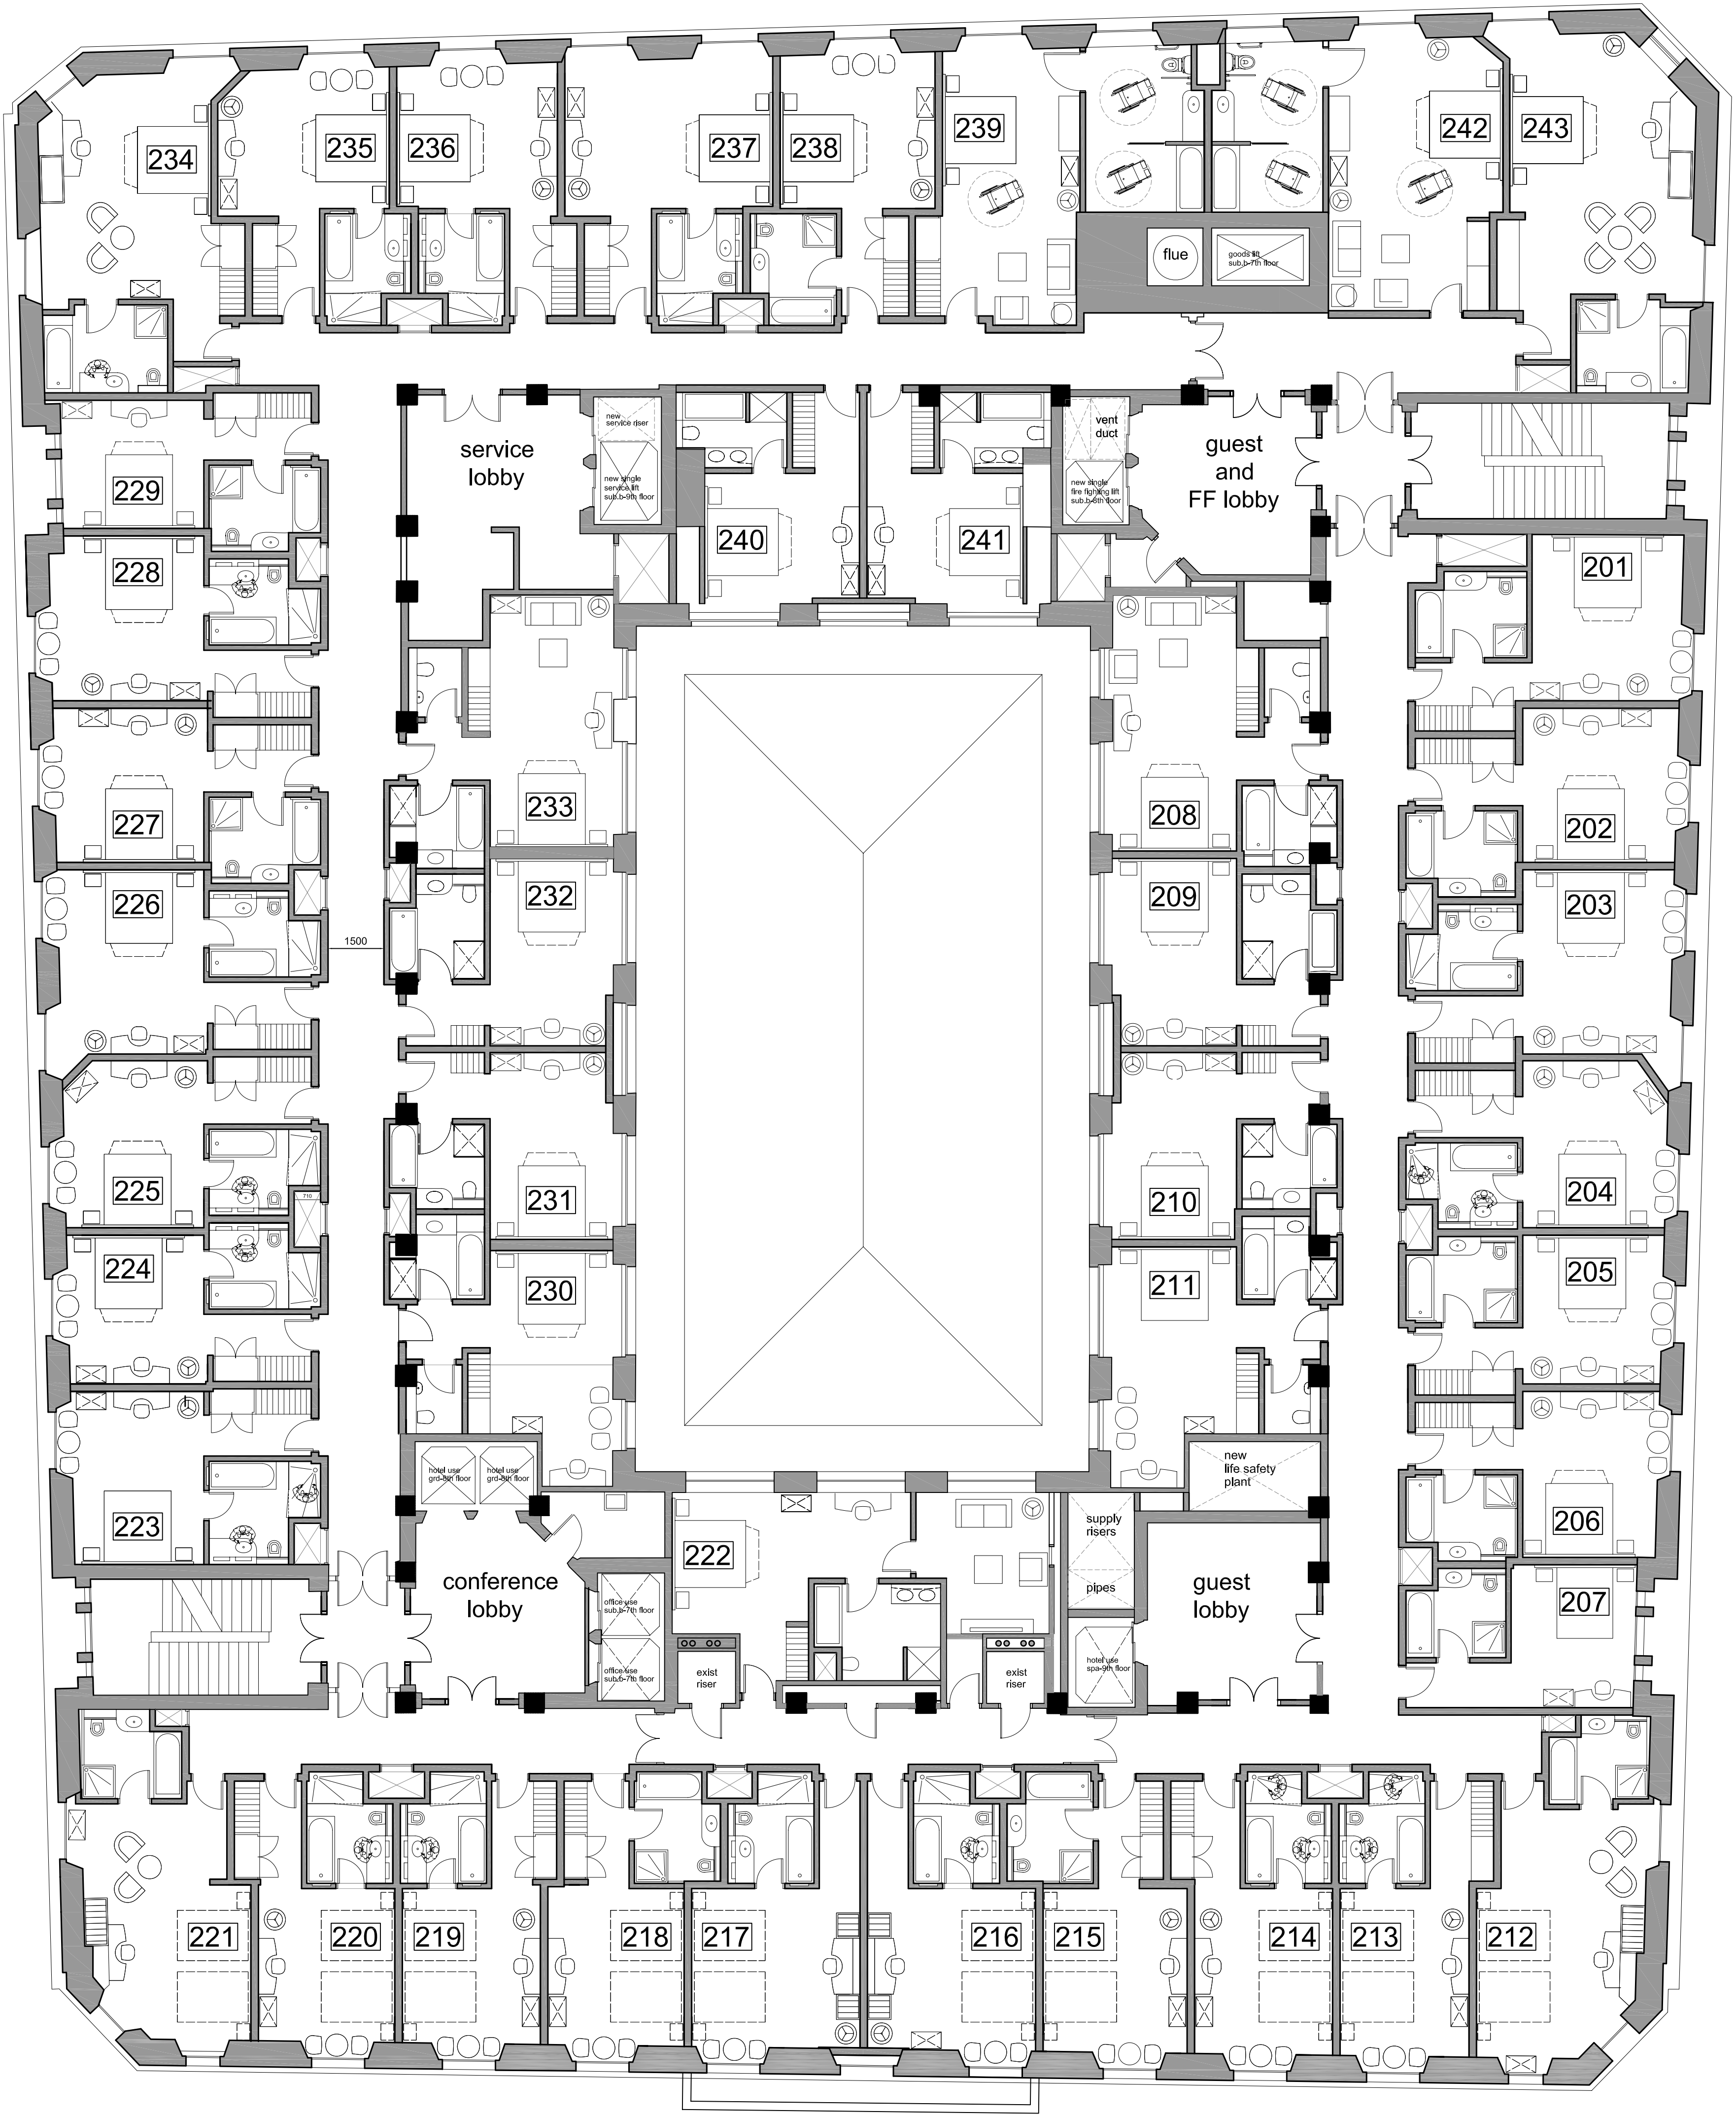 234
235
236
237
238
239
242
243
flue
goods lift
sub.b-7th floor
service
lobby
new
service riser
new single
service lift
sub.b-9th floor
240
241
vent
duct
new single
fire fighting lift
sub.b-8th floor
guest
and
FF lobby
229
228
201
227
233
208
202
226
232
209
203
1500
225
231
210
204
710
224
230
211
205
223
hotel use
grd-8th floor
hotel use
grd-8th floor
new
life safety
plant
206
222
supply
risers
pipes
conference
lobby
office use
sub.b-7th floor
office use
sub.b-7th floor
guest
lobby
207
exist
riser
exist
riser
hotel use
spa-9th floor
221
220
219
218
217
216
215
214
213
212